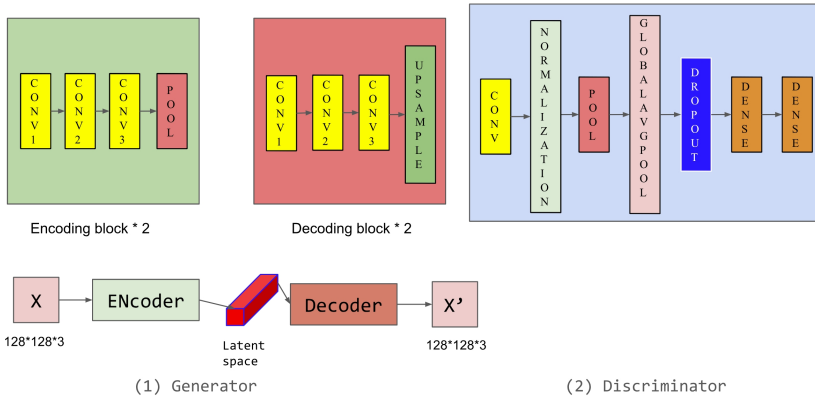 CONV1
CONV2
CONV3
POOL
Encoding block * 2
CONV1
CONV2
CONV3
UPSAMPLE
Decoding block * 2
CONV
NORMALIZATION
POOL
GLOBALAVGPOOL
DROPOUT
DENSE
DENSE
X
128*128*3
ENcoder
Latent
space
Decoder
X’
128*128*3
(1) Generator
(2) Discriminator